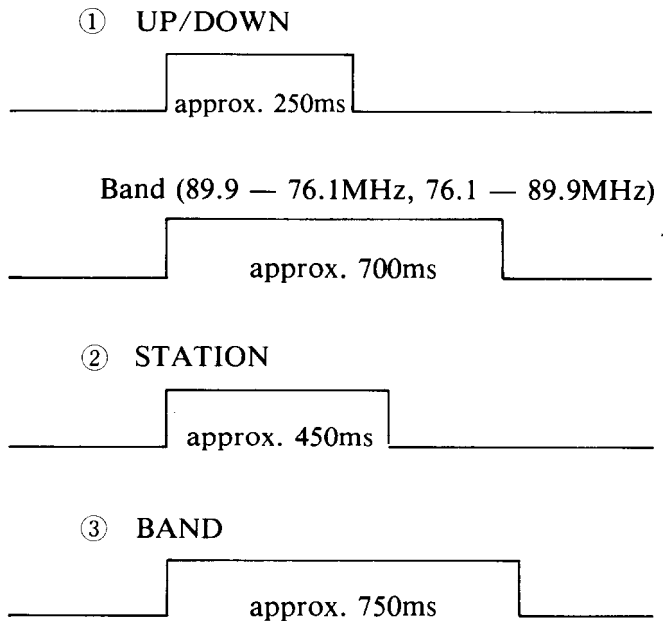 ① UP/DOWN
approx. 250ms
Band (89.9 — 76.1MHz, 76.1 — 89.9MHz)
approx. 700ms
② STATION
approx. 450ms
③ BAND
approx. 750ms